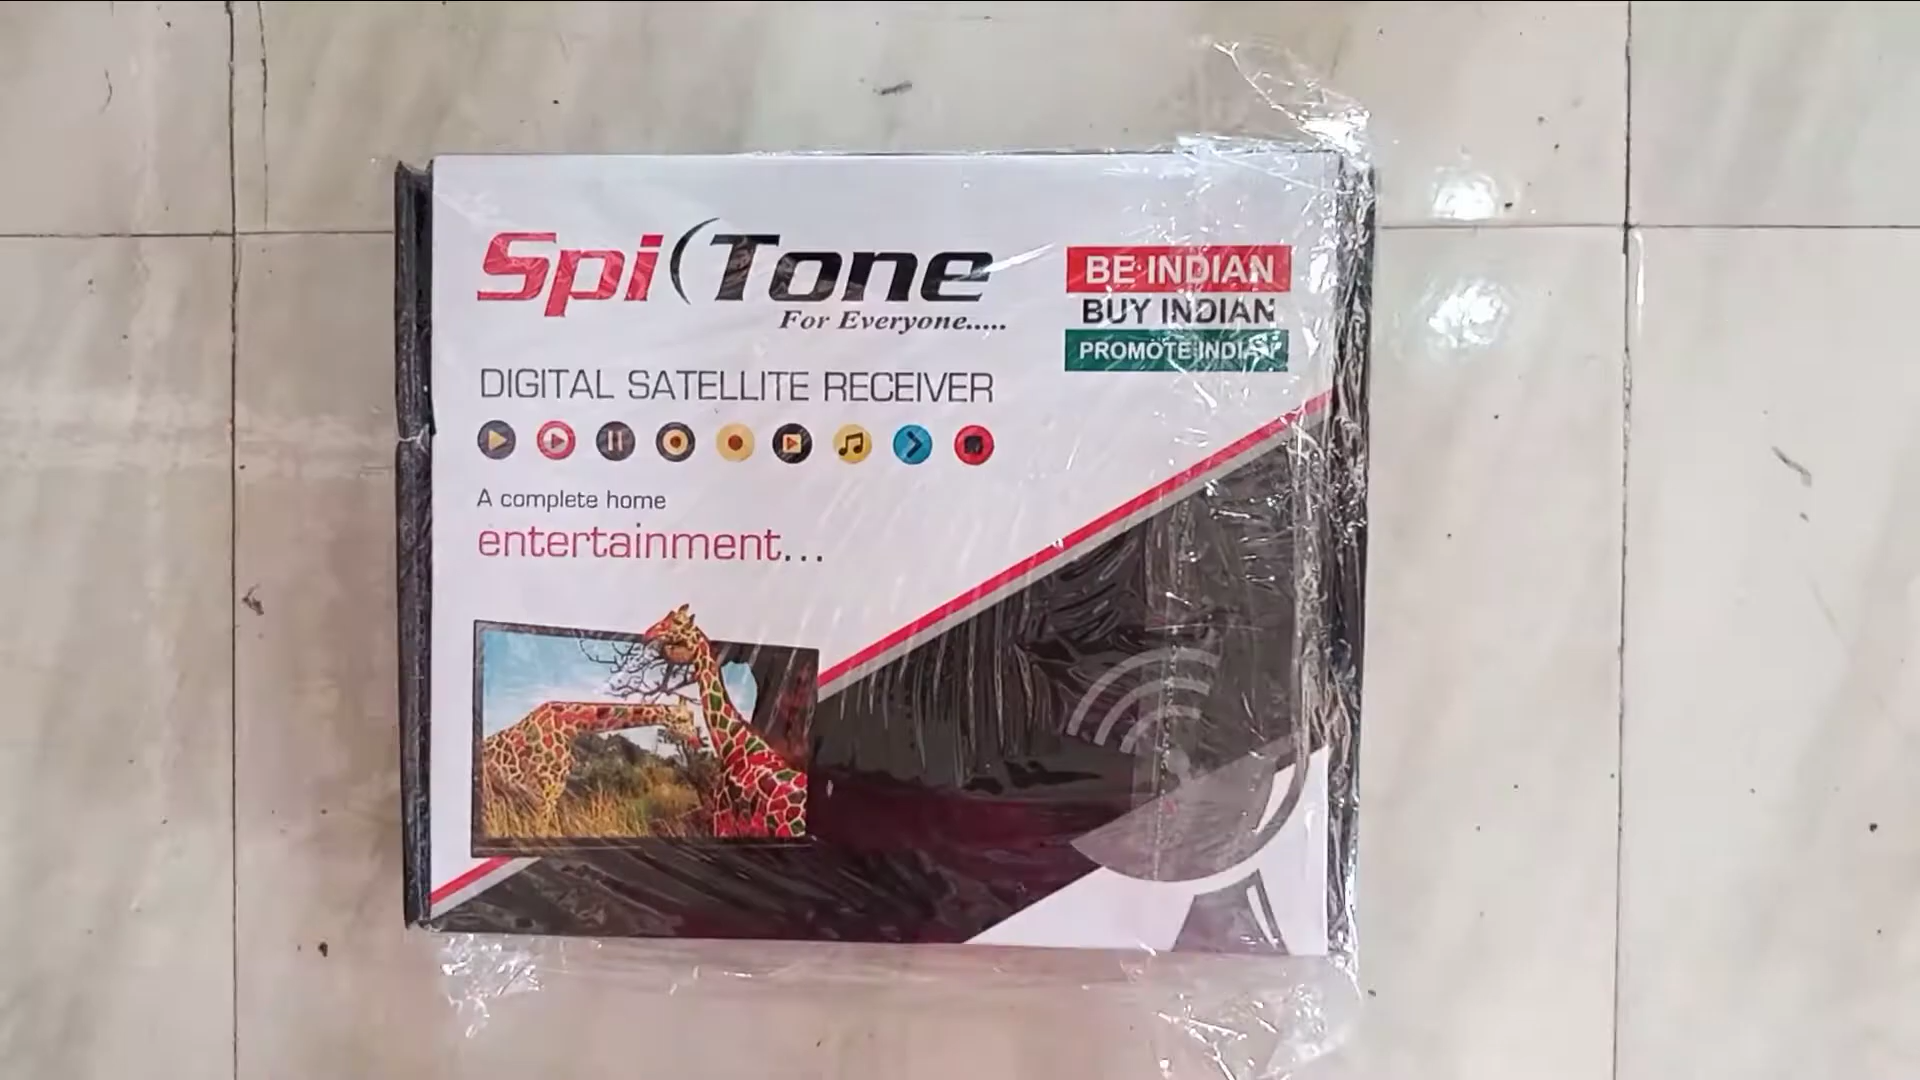 Spi Tone
For Everyone.....
BE INDIAN
BUY INDIAN
PROMOTE INDIAN
DIGITAL SATELLITE RECEIVER
A complete home
entertainment...